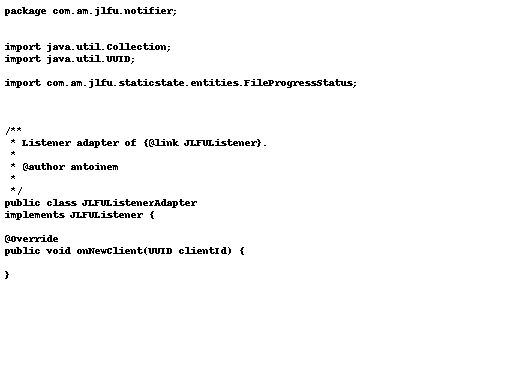 package com.am.jlfu.notifier;
import java.util.Collection;
import java.util.UUID;
import com.am.jlfu.staticstate.entities.FileProgressStatus;
/**
* Listener adapter of {@link JLFUListener}.
*
* @author antoinem
*
*/
public class JLFUListenerAdapter
implements JLFUListener {
@Override
public void onNewClient(UUID clientId) {
}